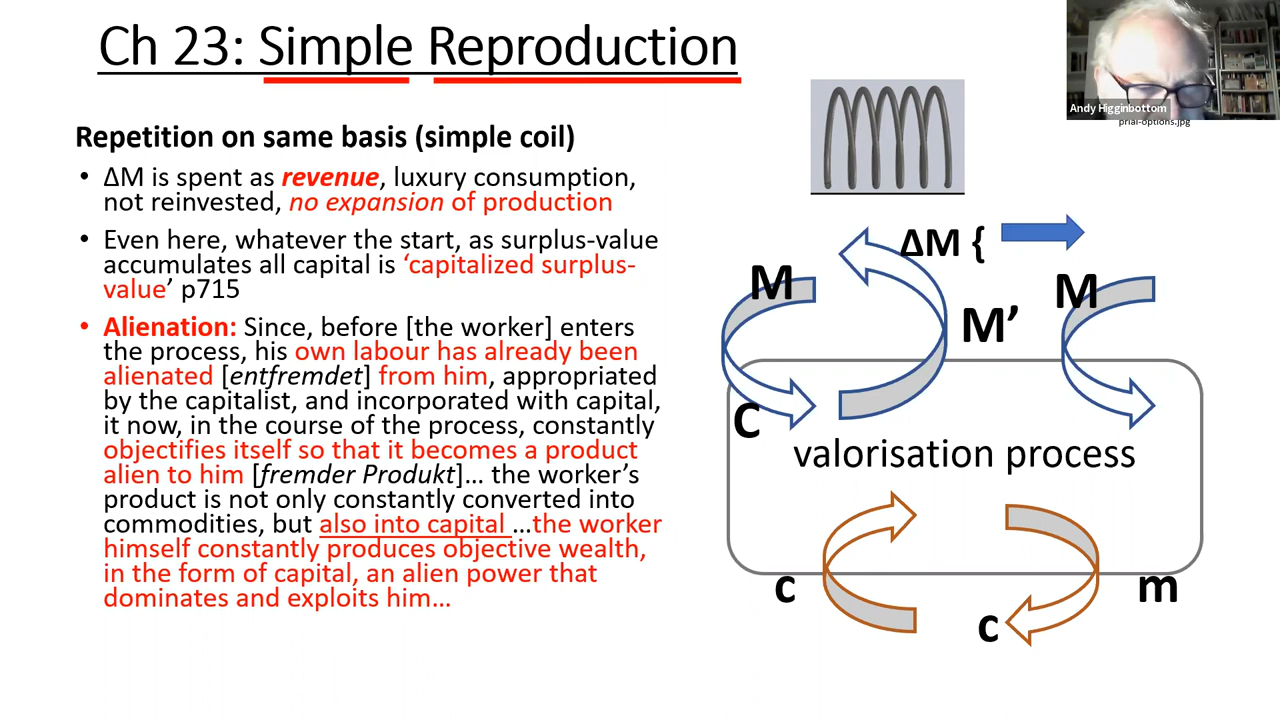 Ch 23: Simple Reproduction
Repetition on same basis (simple coil)
• ΔM is spent as revenue, luxury consumption,
not reinvested, no expansion of production
• Even here, whatever the start, as surplus-value
accumulates all capital is ‘capitalized surplus-
value’ p715
• Alienation: Since, before [the worker] enters
the process, his own labour has already been
alienated [entfremdet] from him, appropriated
by the capitalist, and incorporated with capital,
it now, in the course of the process, constantly
objectifies itself so that it becomes a product
alien to him [fremder Produkt]… the worker’s
product is not only constantly converted into
commodities, but also into capital …the worker
himself constantly produces objective wealth,
in the form of capital, an alien power that
dominates and exploits him…
Andy Higginbottom
prial-options.jpg
ΔM {
M
M’
M
C
valorisation process
c
c
m